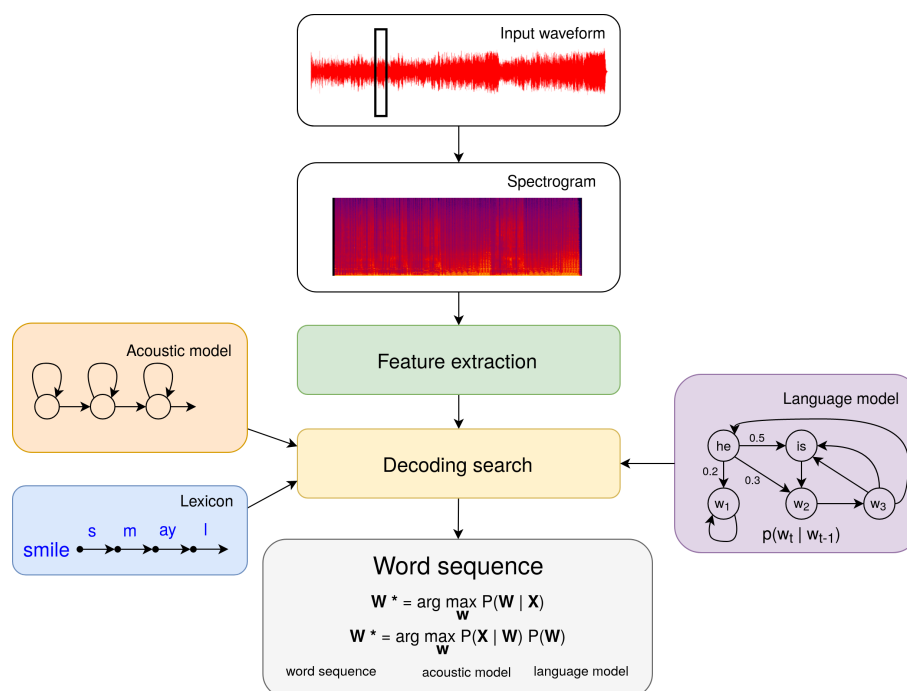 Input waveform
Spectrogram
Feature extraction
Acoustic model
Decoding search
Lexicon
smile s m ay l
Language model
he 0.5 is
0.2 0.3
w1 w2 w3
p(wt | wt-1)
Word sequence
W * = arg max P(W | X)
W
W * = arg max P(X | W) P(W)
W
word sequence acoustic model language model